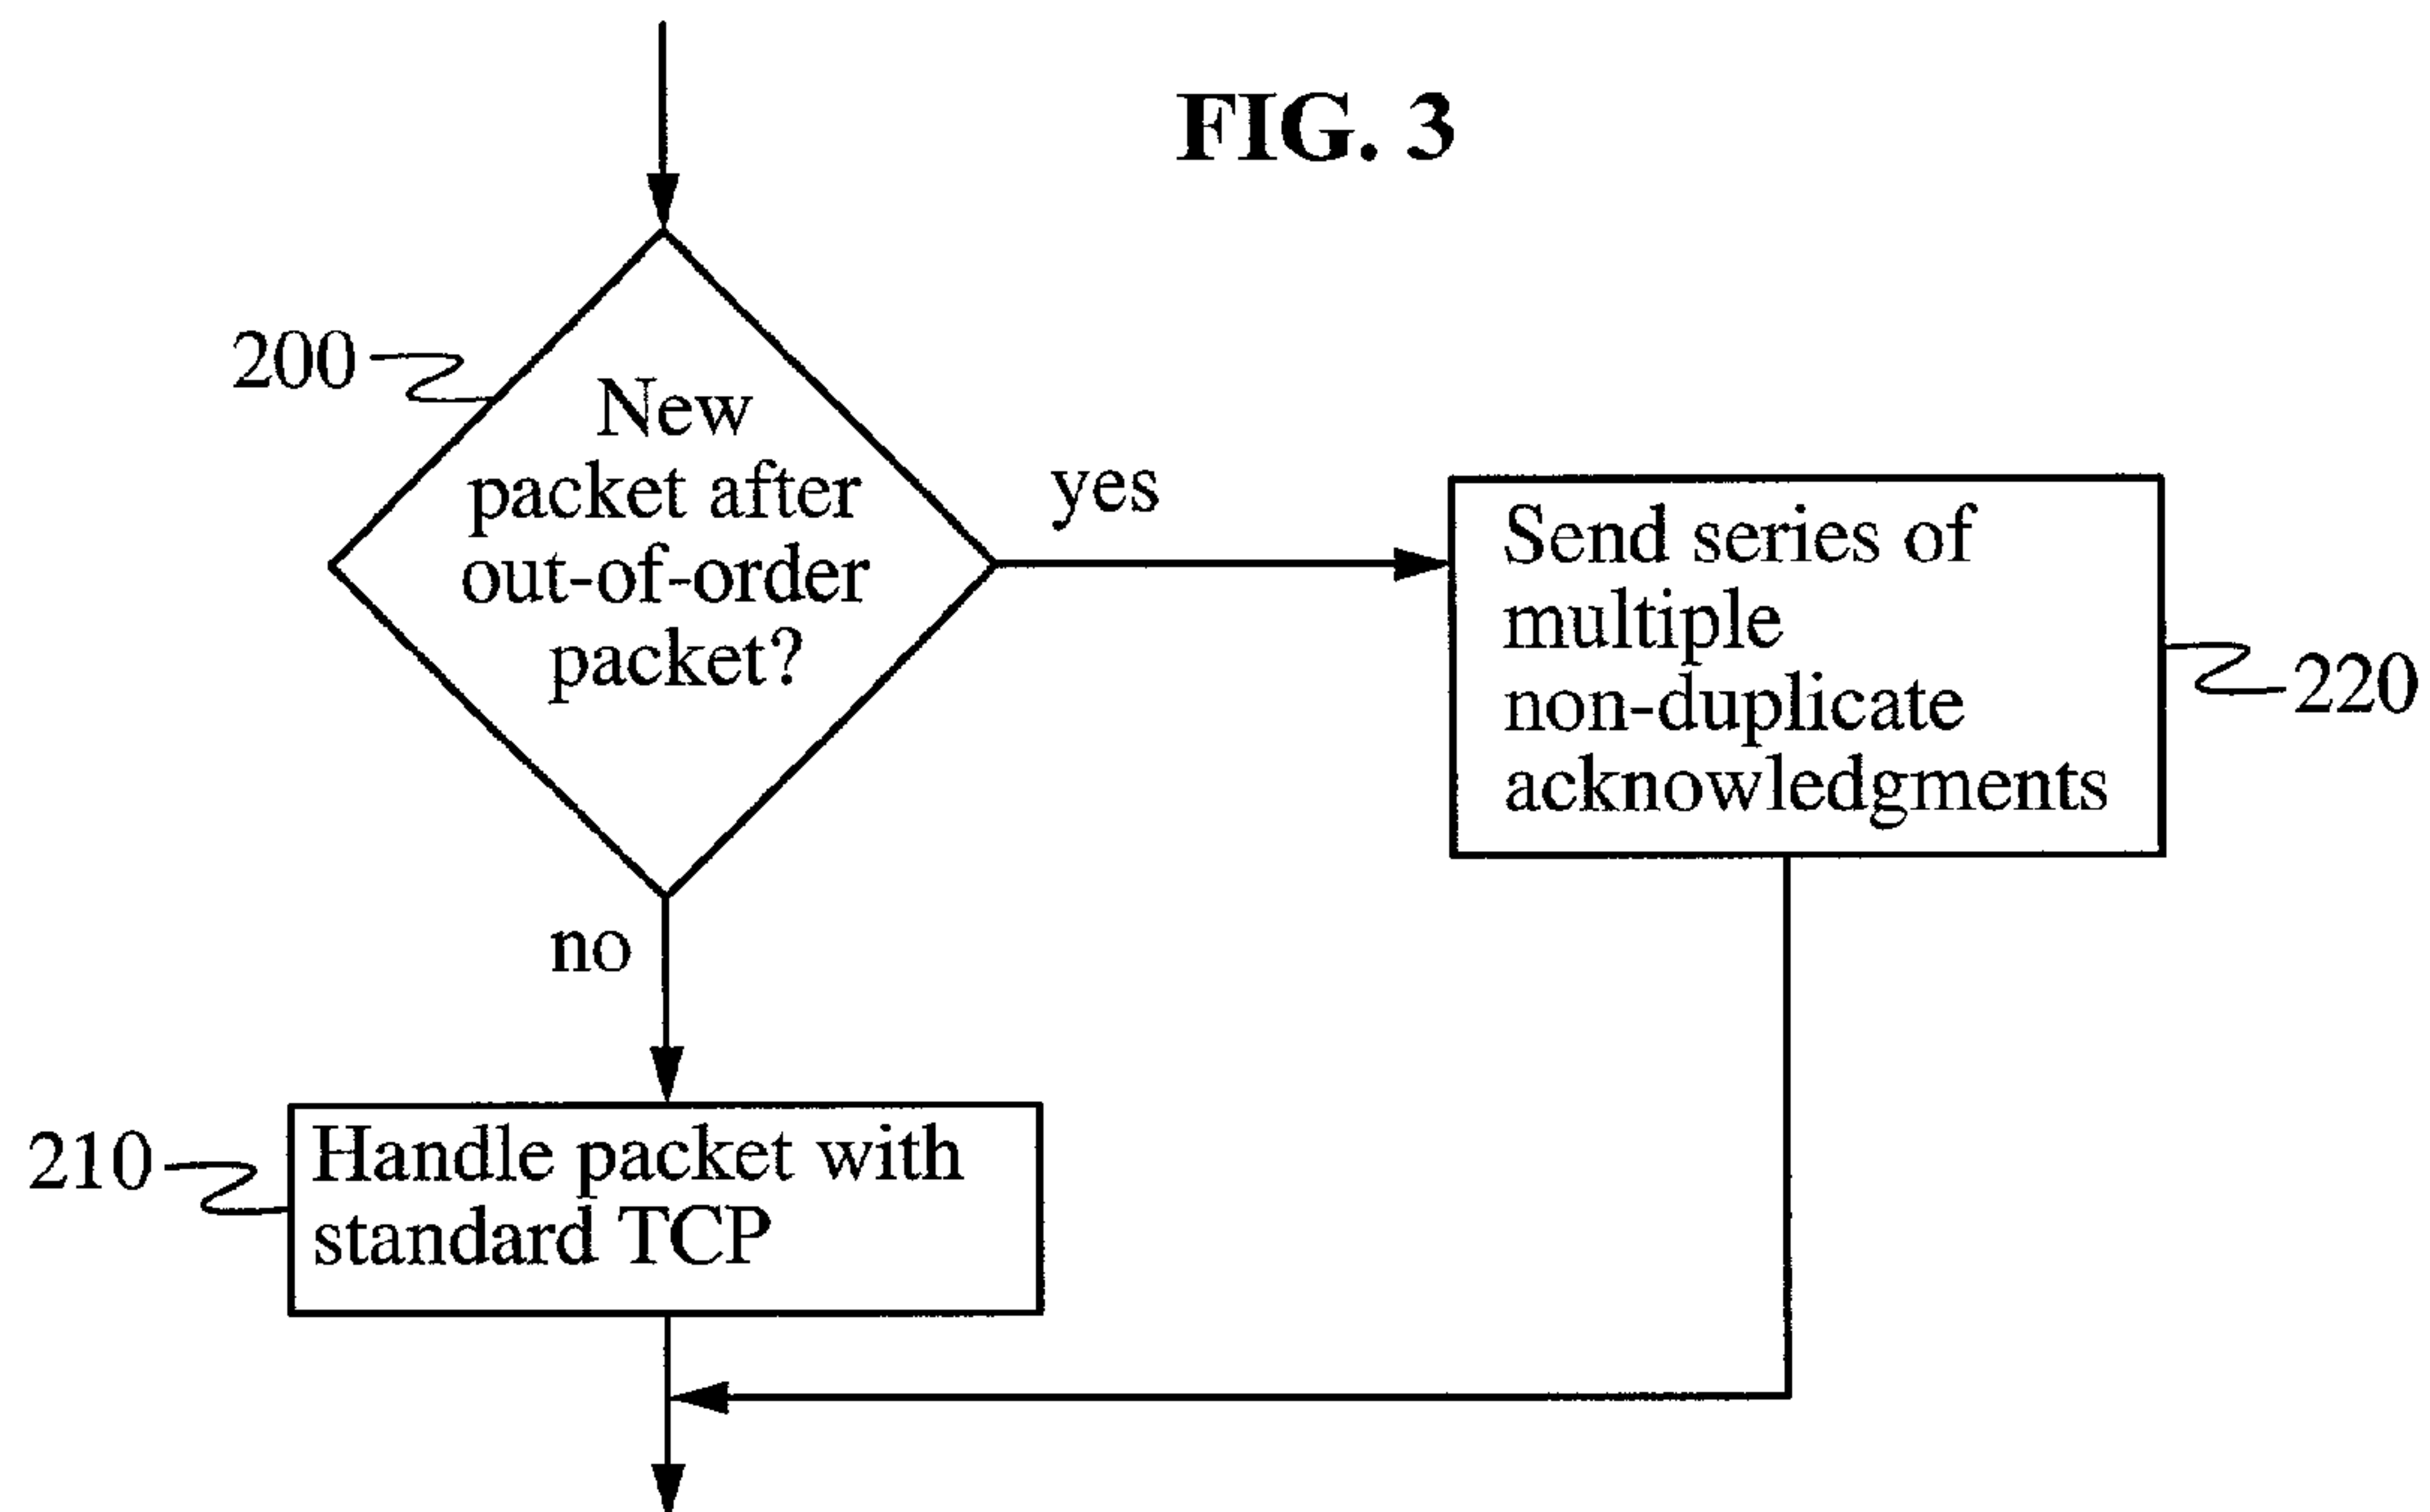 FIG. 3
200
New
packet after
out-of-order
packet?
yes
Send series of
multiple
non-duplicate
acknowledgments
220
no
210
Handle packet with
standard TCP